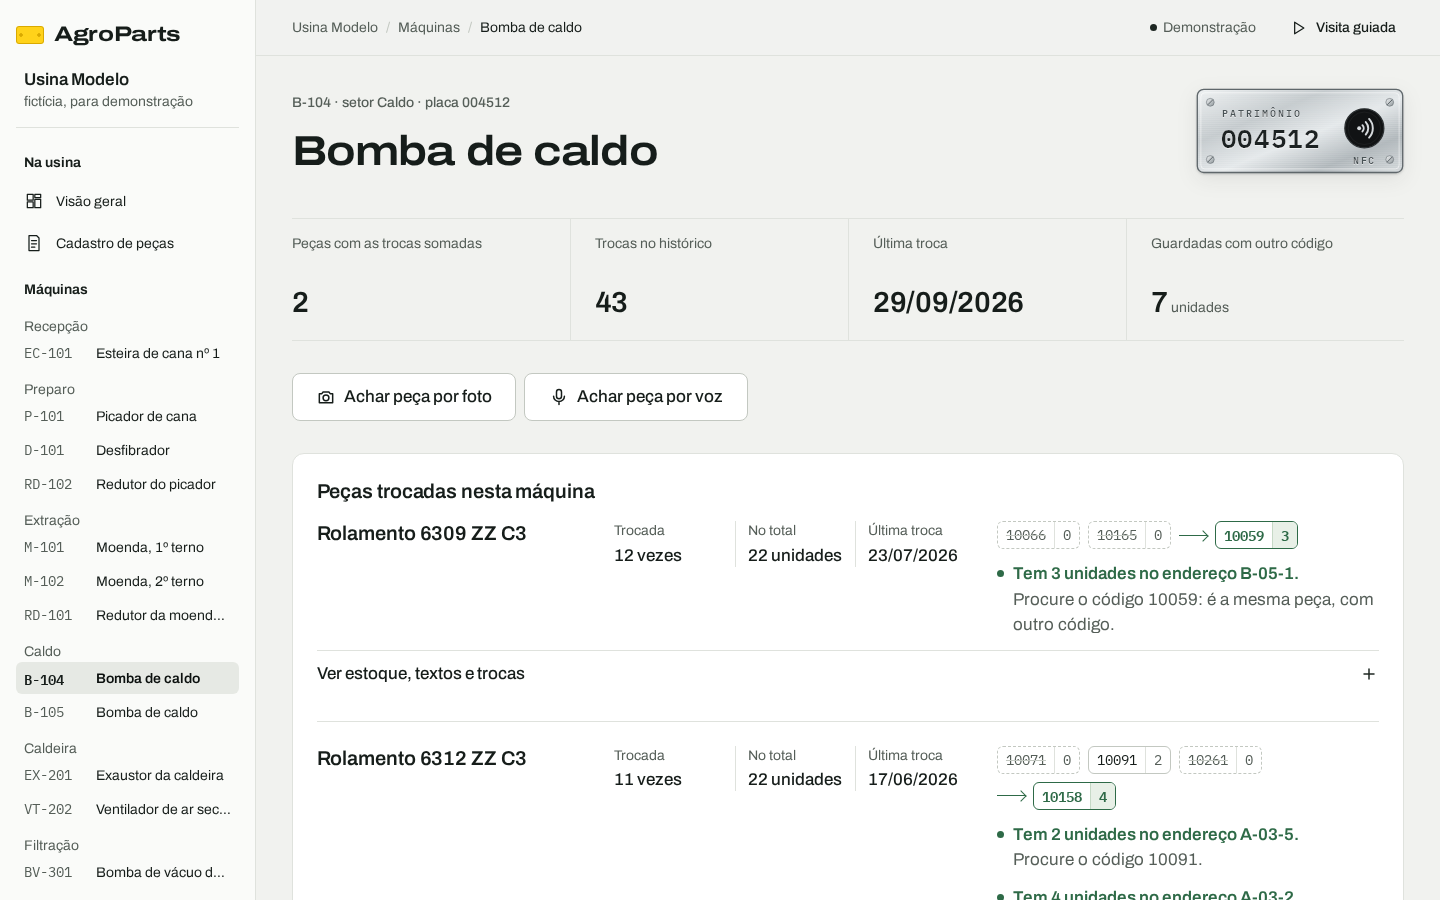 AgroParts
Usina Modelo
fictícia, para demonstração
Na usina
Visão geral
Cadastro de peças
Máquinas
Recepção
EC-101 Esteira de cana nº 1
Preparo
P-101 Picador de cana
D-101 Desfibrador
RD-102 Redutor do picador
Extração
M-101 Moenda, 1º terno
M-102 Moenda, 2º terno
RD-101 Redutor da moend...
Caldo
B-104 Bomba de caldo
B-105 Bomba de caldo
Caldeira
EX-201 Exaustor da caldeira
VT-202 Ventilador de ar sec...
Filtração
BV-301 Bomba de vácuo d...
Usina Modelo / Máquinas / Bomba de caldo
Demonstração
Visita guiada
B-104 · setor Caldo · placa 004512
Bomba de caldo
PATRIMÔNIO
004512
NFC
Peças com as trocas somadas
2
Trocas no histórico
43
Última troca
29/09/2026
Guardadas com outro código
7 unidades
Achar peça por foto
Achar peça por voz
Peças trocadas nesta máquina
Rolamento 6309 ZZ C3
Trocada
12 vezes
No total
22 unidades
Última troca
23/07/2026
10066 0 10165 0 10059 3
Tem 3 unidades no endereço B-05-1.
Procure o código 10059: é a mesma peça, com
outro código.
Ver estoque, textos e trocas
Rolamento 6312 ZZ C3
Trocada
11 vezes
No total
22 unidades
Última troca
17/06/2026
10071 0 10091 2 10261 0
10158 4
Tem 2 unidades no endereço A-03-5.
Procure o código 10091.
Tem 4 unidades no endereço A-03-2.